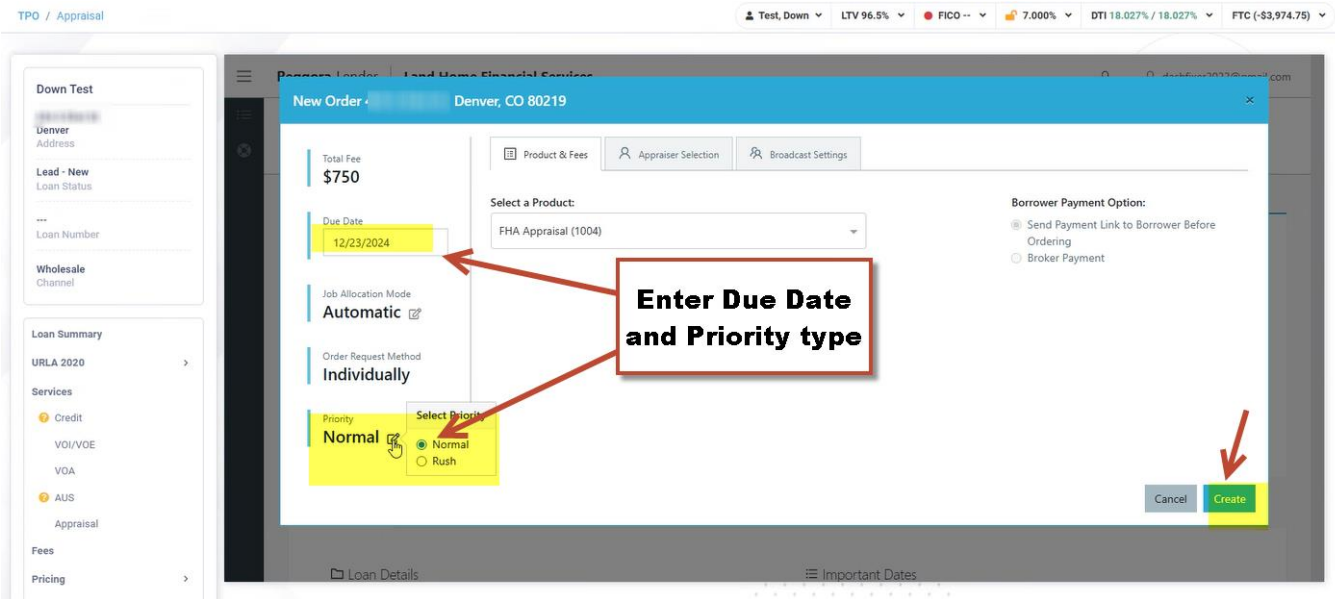 TPO / Appraisal
Test, Down
LTV 96.5%
FICO --
7.000%
DTI 18.027% / 18.027%
FTC (-$3,974.75)
Down Test
Denver
Address
Lead - New
Loan Status
---
Loan Number
Wholesale
Channel
Loan Summary
URLA 2020
Services
Credit
VOI/VOE
VOA
AUS
Appraisal
Fees
Pricing
Lender
Land Home Financial Services
New Order
Denver, CO 80219
×
Total Fee
$750
Due Date
12/23/2024
Job Allocation Mode
Automatic
Order Request Method
Individually
Priority
Normal
Select Priority
Normal
Rush
Product & Fees
Appraiser Selection
Broadcast Settings
Select a Product:
FHA Appraisal (1004)
Borrower Payment Option:
Send Payment Link to Borrower Before
Ordering
Broker Payment
Enter Due Date
and Priority type
Cancel
Create
Loan Details
Important Dates